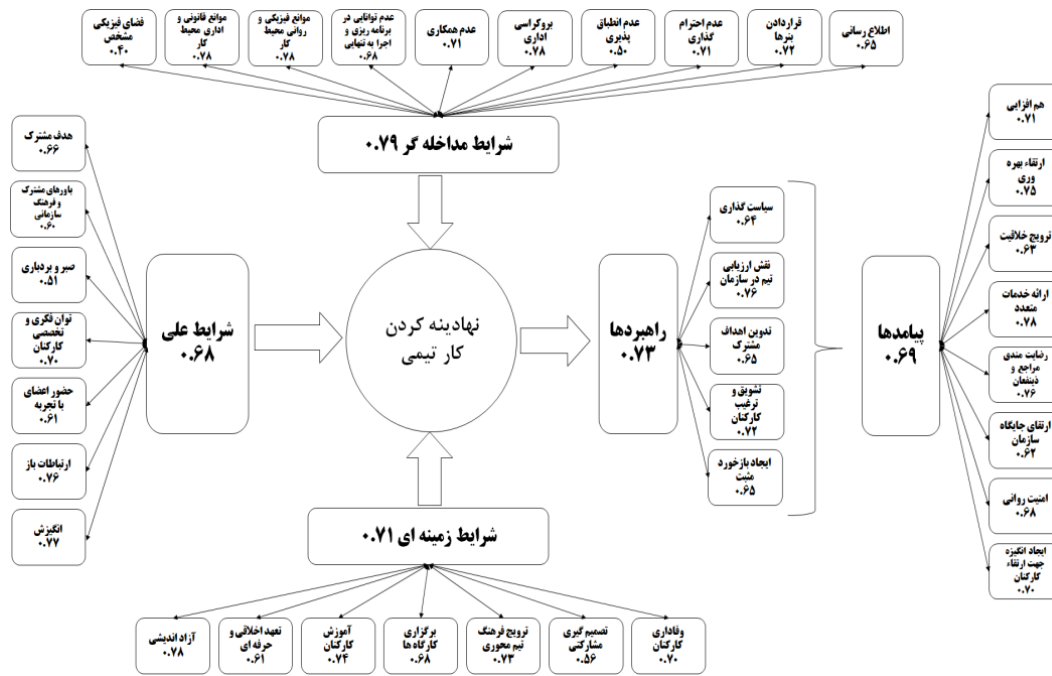 اطلاع رسانی
۰.۶۵
قراردادن
بنرها
۰.۷۲
عدم احترام
گذاری
۰.۷۱
عدم انطباق
پذیری
۰.۵۰
بروکراسی
اداری
۰.۷۸
عدم همکاری
۰.۷۱
عدم توانایی در
برنامه ریزی و
اجرا به تنهایی
۰.۶۸
موانع فیزیکی و
روانی محیط
کار
۰.۷۸
موانع قانونی و
اداری محیط
کار
۰.۷۸
فضای فیزیکی
مشخص
۰.۴۰
شرایط مداخله گر ۰.۷۹
هدف مشترک
۰.۶۶
باورهای مشترک
و فرهنگ
سازمانی
۰.۶۰
صبر و بردباری
۰.۵۱
توان فکری و
تخصصی
کارکنان
۰.۷۰
حضور اعضای
با تجربه
۰.۶۱
ارتباطات باز
۰.۷۶
انگیزش
۰.۷۷
شرایط علی
۰.۶۸
نهادینه کردن
کار تیمی
راهبردها
۰.۷۳
سیاست گذاری
۰.۶۴
نقش ارزیابی
تیم در سازمان
۰.۷۶
تدوین اهداف
مشترک
۰.۶۵
تشویق و
ترغیب
کارکنان
۰.۷۲
ایجاد بازخورد
مثبت
۰.۶۵
پیامدها
۰.۶۹
هم افزایی
۰.۷۱
ارتقاء بهره
وری
۰.۷۵
ترویج خلاقیت
۰.۶۳
ارائه خدمات
متعدد
۰.۷۸
رضایت مندی
مراجع و
ذینفعان
۰.۷۶
ارتقای جایگاه
سازمان
۰.۶۲
امنیت روانی
۰.۶۸
ایجاد انگیزه
جهت ارتقاء
کارکنان
۰.۷۰
شرایط زمینه ای ۰.۷۱
وفاداری
کارکنان
۰.۷۰
تصمیم گیری
مشارکتی
۰.۵۶
ترویج فرهنگ
تیم محوری
۰.۷۳
برگزاری
کارگاه ها
۰.۶۸
آموزش
کارکنان
۰.۷۴
تعهد اخلاقی و
حرفه ای
۰.۶۱
آزاد اندیشی
۰.۷۸